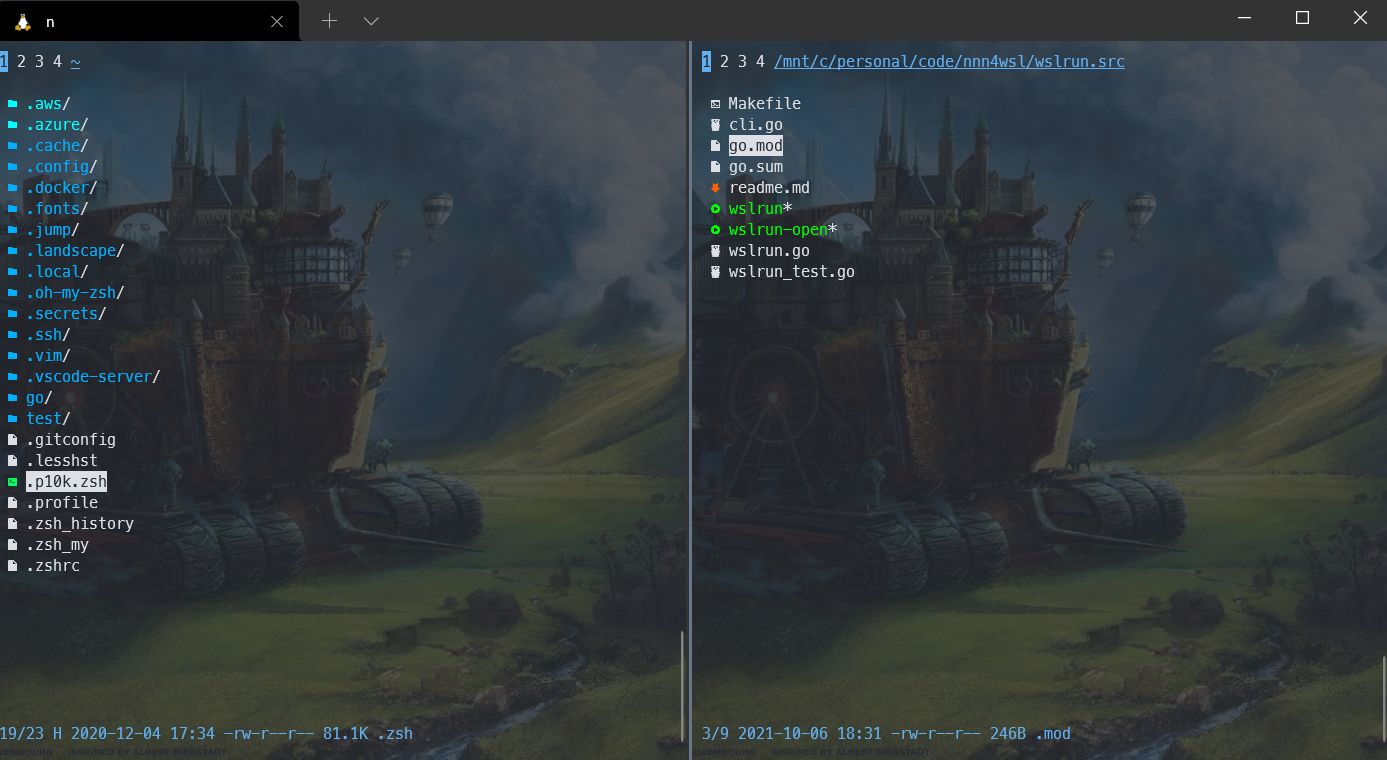 n
1 2 3 4 ~
.aws/
.azure/
.cache/
.config/
.docker/
.fonts/
.jump/
.landscape/
.local/
.oh-my-zsh/
.secrets/
.ssh/
.vim/
.vscode-server/
go/
test/
.gitconfig
.lesshst
.p10k.zsh
.profile
.zsh_history
.zsh_my
.zshrc
19/23 H 2020-12-04 17:34 -rw-r--r-- 81.1K .zsh
INSPIRED BY ALBERT BIERSTADT
1 2 3 4 /mnt/c/personal/code/nnn4wsl/wslrun.src
Makefile
cli.go
go.mod
go.sum
readme.md
wslrun*
wslrun-open*
wslrun.go
wslrun_test.go
3/9 2021-10-06 18:31 -rw-r--r-- 246B .mod
INSPIRED BY ALBERT BIERSTADT